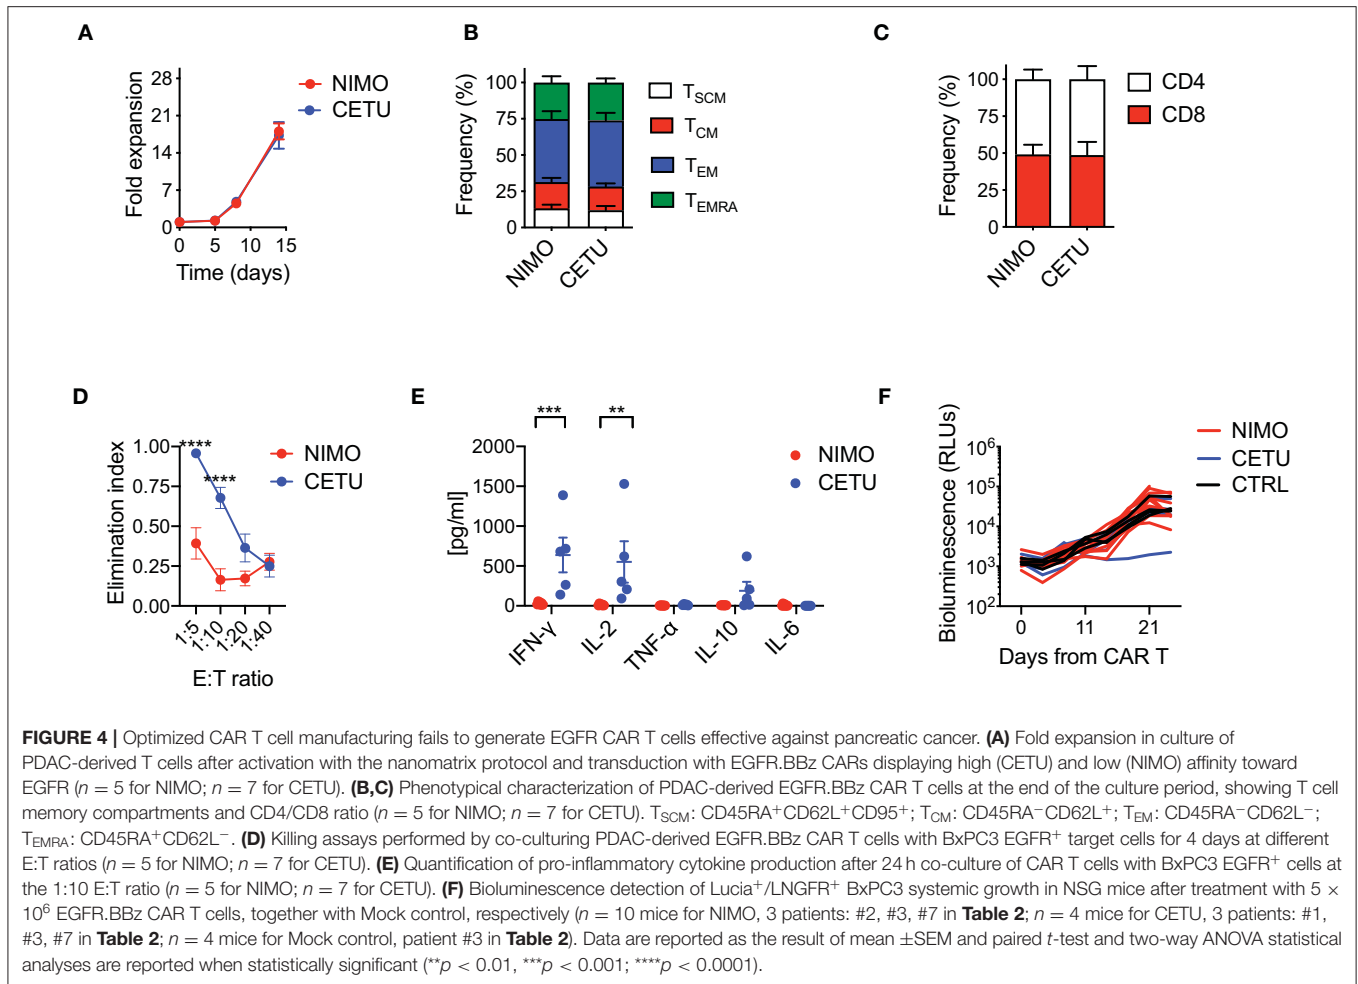 A
Fold expansion
28
21
14
7
0
0 5 10 15
Time (days)
NIMO
CETU
B
Frequency (%)
100
75
50
25
0
NIMO
CETU
TSCM
TCM
TEM
TEMRA
C
Frequency (%)
100
75
50
25
0
NIMO
CETU
CD4
CD8
D
Elimination index
1.00
0.75
0.50
0.25
0.00
****
****
1:5
1:10
1:20
1:40
E:T ratio
NIMO
CETU
E
[pg/ml]
2000
1500
1000
500
0
***
**
IFN-γ
IL-2
TNF-α
IL-10
IL-6
NIMO
CETU
F
Bioluminescence (RLUs)
10⁶
10⁵
10⁴
10³
10²
0 11 21
Days from CAR T
NIMO
CETU
CTRL
FIGURE 4 | Optimized CAR T cell manufacturing fails to generate EGFR CAR T cells effective against pancreatic cancer. (A) Fold expansion in culture of
PDAC-derived T cells after activation with the nanomatrix protocol and transduction with EGFR.BBz CARs displaying high (CETU) and low (NIMO) affinity toward
EGFR (n = 5 for NIMO; n = 7 for CETU). (B,C) Phenotypical characterization of PDAC-derived EGFR.BBz CAR T cells at the end of the culture period, showing T cell
memory compartments and CD4/CD8 ratio (n = 5 for NIMO; n = 7 for CETU). TSCM: CD45RA⁺CD62L⁺CD95⁺; TCM: CD45RA⁻CD62L⁺; TEM: CD45RA⁻CD62L⁻;
TEMRA: CD45RA⁺CD62L⁻. (D) Killing assays performed by co-culturing PDAC-derived EGFR.BBz CAR T cells with BxPC3 EGFR⁺ target cells for 4 days at different
E:T ratios (n = 5 for NIMO; n = 7 for CETU). (E) Quantification of pro-inflammatory cytokine production after 24 h co-culture of CAR T cells with BxPC3 EGFR⁺ cells at
the 1:10 E:T ratio (n = 5 for NIMO; n = 7 for CETU). (F) Bioluminescence detection of Lucia⁺/LNGFR⁺ BxPC3 systemic growth in NSG mice after treatment with 5 ×
10⁶ EGFR.BBz CAR T cells, together with Mock control, respectively (n = 10 mice for NIMO, 3 patients: #2, #3, #7 in Table 2; n = 4 mice for CETU, 3 patients: #1,
#3, #7 in Table 2; n = 4 mice for Mock control, patient #3 in Table 2). Data are reported as the result of mean ±SEM and paired t-test and two-way ANOVA statistical
analyses are reported when statistically significant (**p < 0.01, ***p < 0.001; ****p < 0.0001).